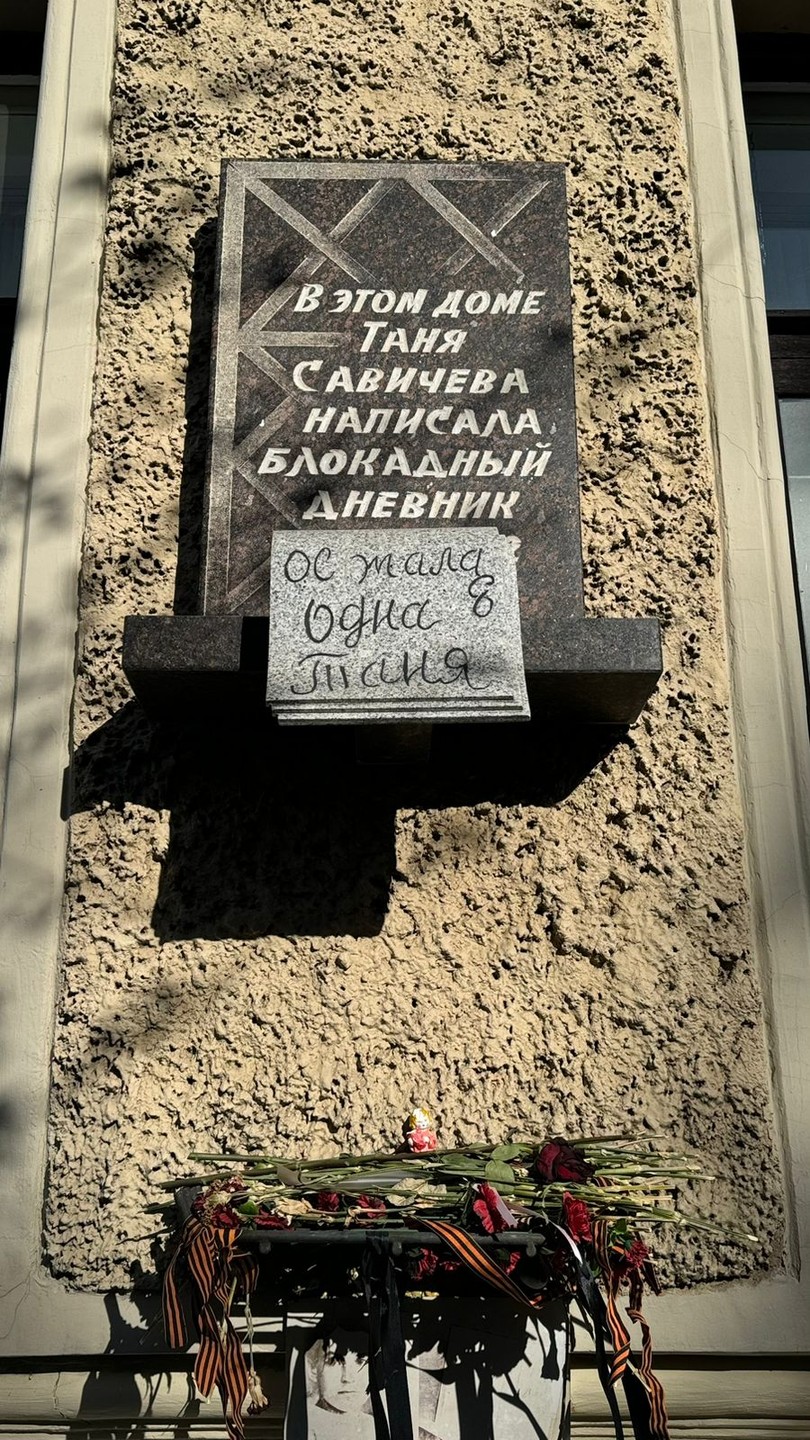 В ЭТОМ ДОМЕ
ТАНЯ
САВИЧЕВА
НАПИСАЛА
БЛОКАДНЫЙ
ДНЕВНИК
осталась
одна
Таня